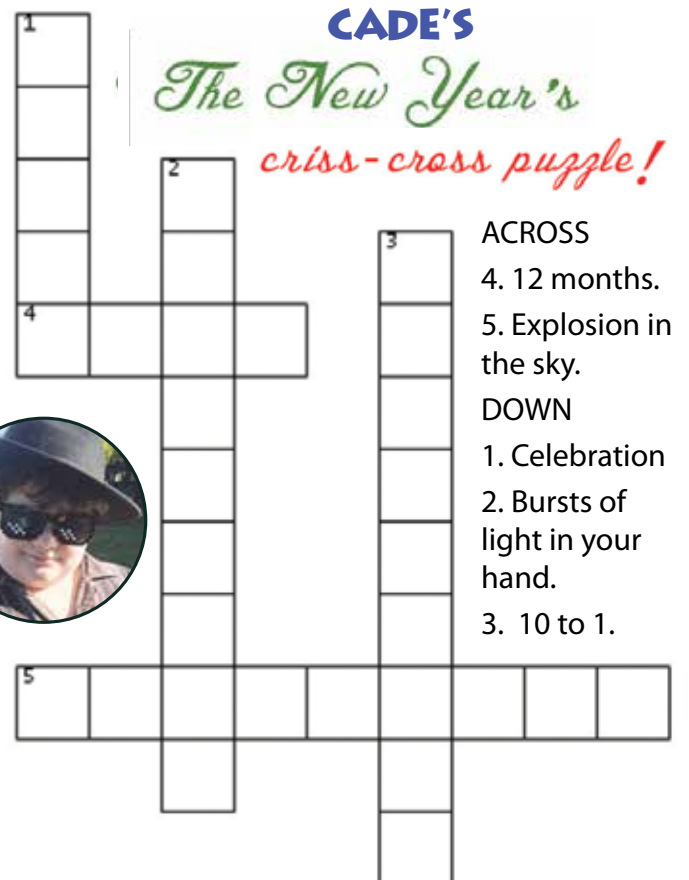 CADE'S
The New Year's
criss-cross puzzle!
1
2
3
4
5
ACROSS
4. 12 months.
5. Explosion in
the sky.
DOWN
1. Celebration
2. Bursts of
light in your
hand.
3. 10 to 1.